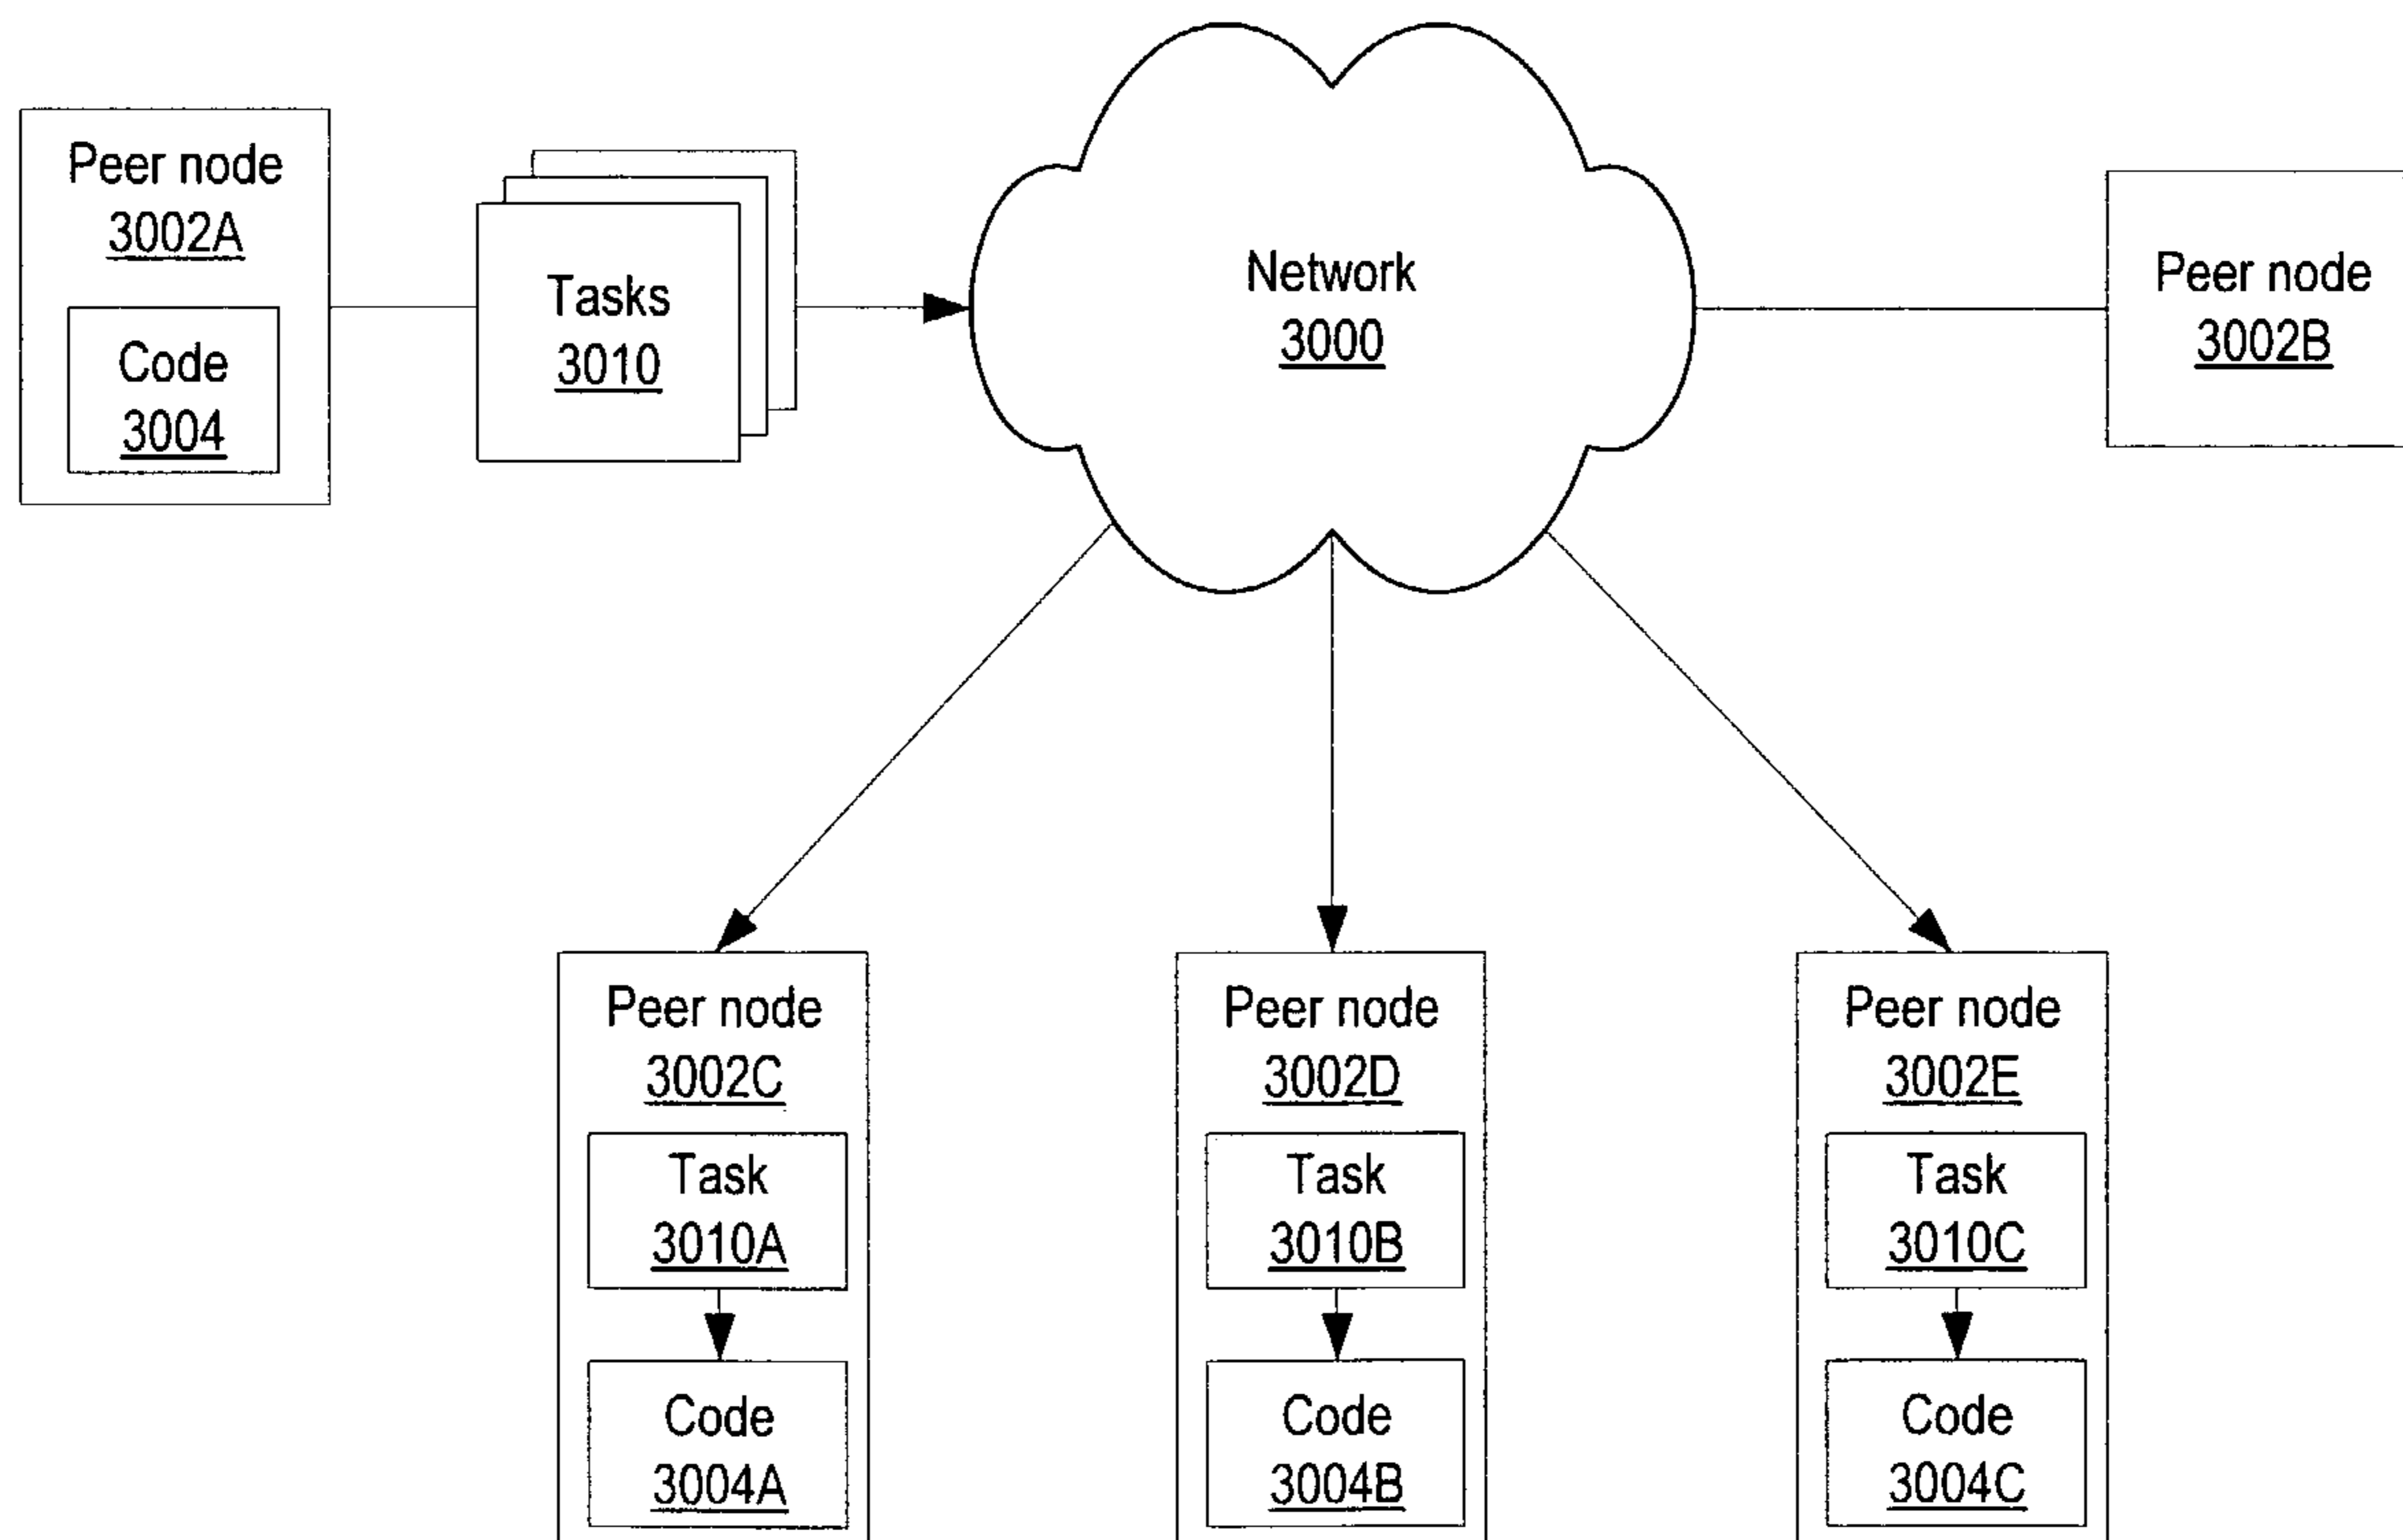 Peer node
3002A
Code
3004
Tasks
3010
Network
3000
Peer node
3002B
Peer node
3002C
Task
3010A
Code
3004A
Peer node
3002D
Task
3010B
Code
3004B
Peer node
3002E
Task
3010C
Code
3004C